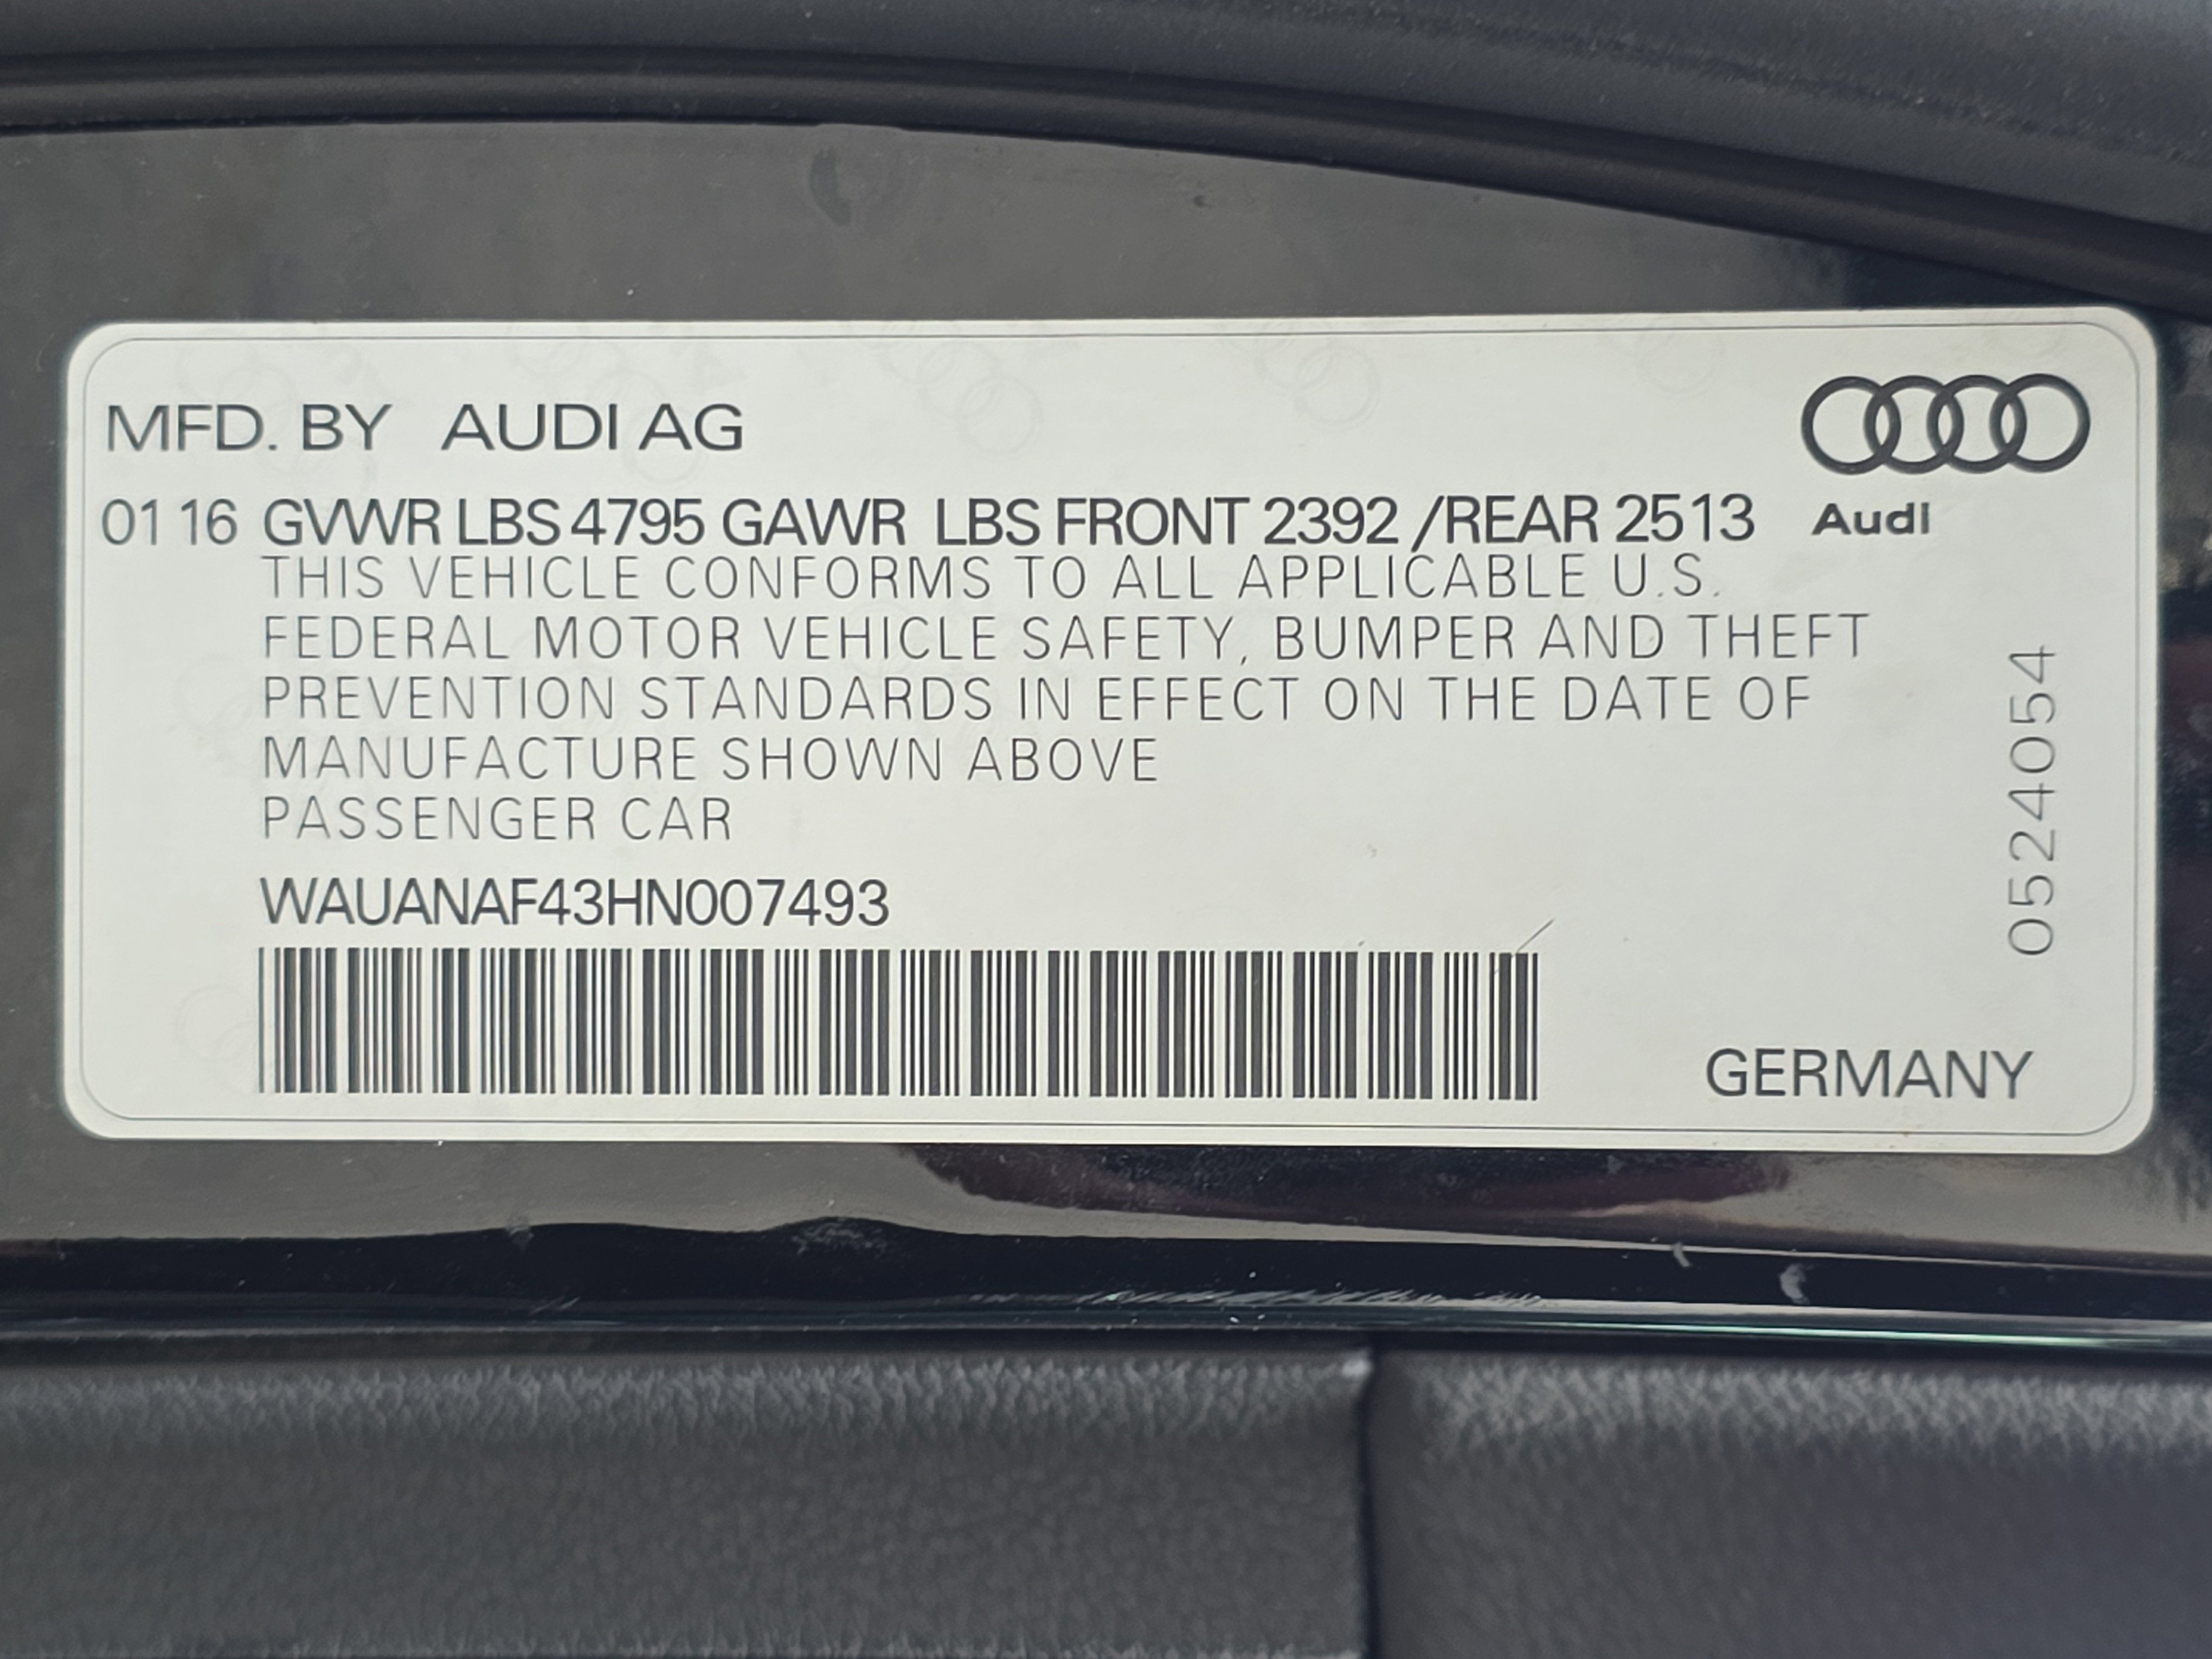 MFD. BY AUDI AG
01 16 GVWR LBS 4795 GAWR LBS FRONT 2392 /REAR 2513
Audi
THIS VEHICLE CONFORMS TO ALL APPLICABLE U.S.
FEDERAL MOTOR VEHICLE SAFETY, BUMPER AND THEFT
PREVENTION STANDARDS IN EFFECT ON THE DATE OF
MANUFACTURE SHOWN ABOVE
PASSENGER CAR
WAUANAF43HN007493
0524054
GERMANY